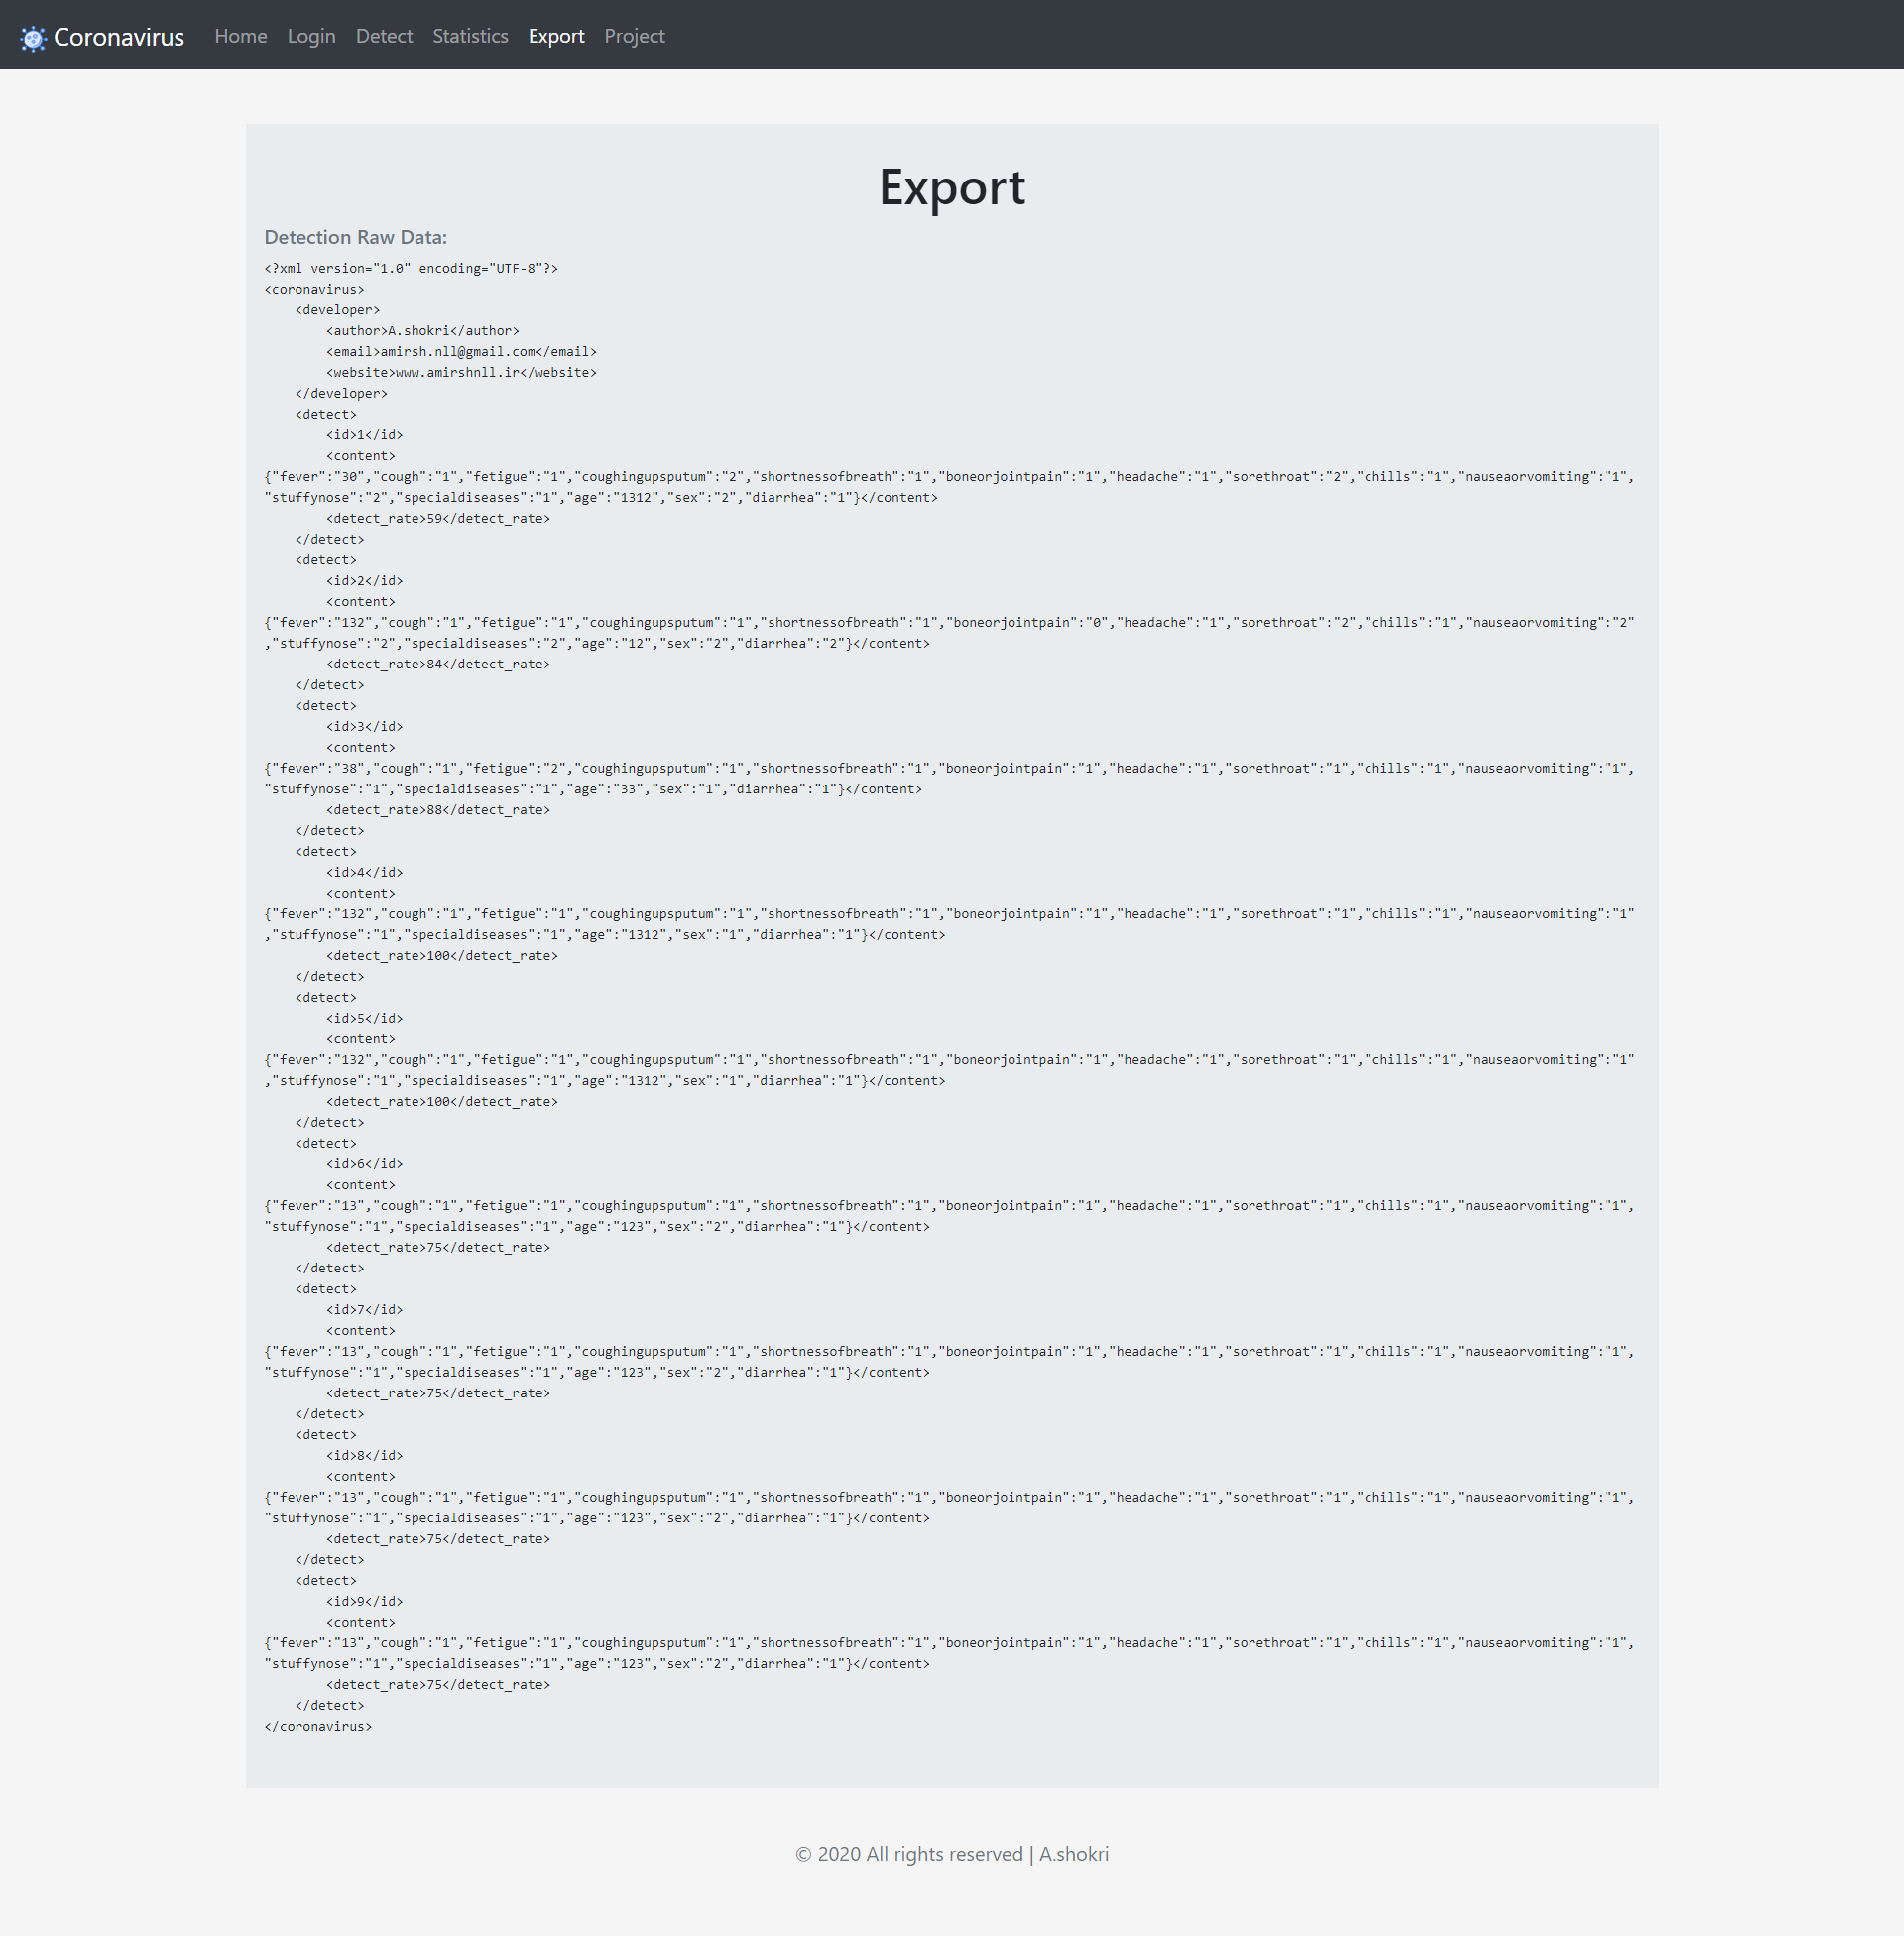 Coronavirus Home Login Detect Statistics Export Project
Export
Detection Raw Data:
<?xml version="1.0" encoding="UTF-8"?>
<coronavirus>
    <developer>
        <author>A.shokri</author>
        <email>amirsh.nll@gmail.com</email>
        <website>www.amirshnll.ir</website>
    </developer>
    <detect>
        <id>1</id>
        <content>
{"fever":"30","cough":"1","fetigue":"1","coughingupsputum":"2","shortnessofbreath":"1","boneorjointpain":"1","headache":"1","sorethroat":"2","chills":"1","nauseaorvomiting":"1",
"stuffynose":"2","specialdiseases":"1","age":"1312","sex":"2","diarrhea":"1"}</content>
        <detect_rate>59</detect_rate>
    </detect>
    <detect>
        <id>2</id>
        <content>
{"fever":"132","cough":"1","fetigue":"1","coughingupsputum":"1","shortnessofbreath":"1","boneorjointpain":"0","headache":"1","sorethroat":"2","chills":"1","nauseaorvomiting":"2"
,"stuffynose":"2","specialdiseases":"2","age":"12","sex":"2","diarrhea":"2"}</content>
        <detect_rate>84</detect_rate>
    </detect>
    <detect>
        <id>3</id>
        <content>
{"fever":"38","cough":"1","fetigue":"2","coughingupsputum":"1","shortnessofbreath":"1","boneorjointpain":"1","headache":"1","sorethroat":"1","chills":"1","nauseaorvomiting":"1",
"stuffynose":"1","specialdiseases":"1","age":"33","sex":"1","diarrhea":"1"}</content>
        <detect_rate>88</detect_rate>
    </detect>
    <detect>
        <id>4</id>
        <content>
{"fever":"132","cough":"1","fetigue":"1","coughingupsputum":"1","shortnessofbreath":"1","boneorjointpain":"1","headache":"1","sorethroat":"1","chills":"1","nauseaorvomiting":"1"
,"stuffynose":"1","specialdiseases":"1","age":"1312","sex":"1","diarrhea":"1"}</content>
        <detect_rate>100</detect_rate>
    </detect>
    <detect>
        <id>5</id>
        <content>
{"fever":"132","cough":"1","fetigue":"1","coughingupsputum":"1","shortnessofbreath":"1","boneorjointpain":"1","headache":"1","sorethroat":"1","chills":"1","nauseaorvomiting":"1"
,"stuffynose":"1","specialdiseases":"1","age":"1312","sex":"1","diarrhea":"1"}</content>
        <detect_rate>100</detect_rate>
    </detect>
    <detect>
        <id>6</id>
        <content>
{"fever":"13","cough":"1","fetigue":"1","coughingupsputum":"1","shortnessofbreath":"1","boneorjointpain":"1","headache":"1","sorethroat":"1","chills":"1","nauseaorvomiting":"1",
"stuffynose":"1","specialdiseases":"1","age":"123","sex":"2","diarrhea":"1"}</content>
        <detect_rate>75</detect_rate>
    </detect>
    <detect>
        <id>7</id>
        <content>
{"fever":"13","cough":"1","fetigue":"1","coughingupsputum":"1","shortnessofbreath":"1","boneorjointpain":"1","headache":"1","sorethroat":"1","chills":"1","nauseaorvomiting":"1",
"stuffynose":"1","specialdiseases":"1","age":"123","sex":"2","diarrhea":"1"}</content>
        <detect_rate>75</detect_rate>
    </detect>
    <detect>
        <id>8</id>
        <content>
{"fever":"13","cough":"1","fetigue":"1","coughingupsputum":"1","shortnessofbreath":"1","boneorjointpain":"1","headache":"1","sorethroat":"1","chills":"1","nauseaorvomiting":"1",
"stuffynose":"1","specialdiseases":"1","age":"123","sex":"2","diarrhea":"1"}</content>
        <detect_rate>75</detect_rate>
    </detect>
    <detect>
        <id>9</id>
        <content>
{"fever":"13","cough":"1","fetigue":"1","coughingupsputum":"1","shortnessofbreath":"1","boneorjointpain":"1","headache":"1","sorethroat":"1","chills":"1","nauseaorvomiting":"1",
"stuffynose":"1","specialdiseases":"1","age":"123","sex":"2","diarrhea":"1"}</content>
        <detect_rate>75</detect_rate>
    </detect>
</coronavirus>
© 2020 All rights reserved | A.shokri